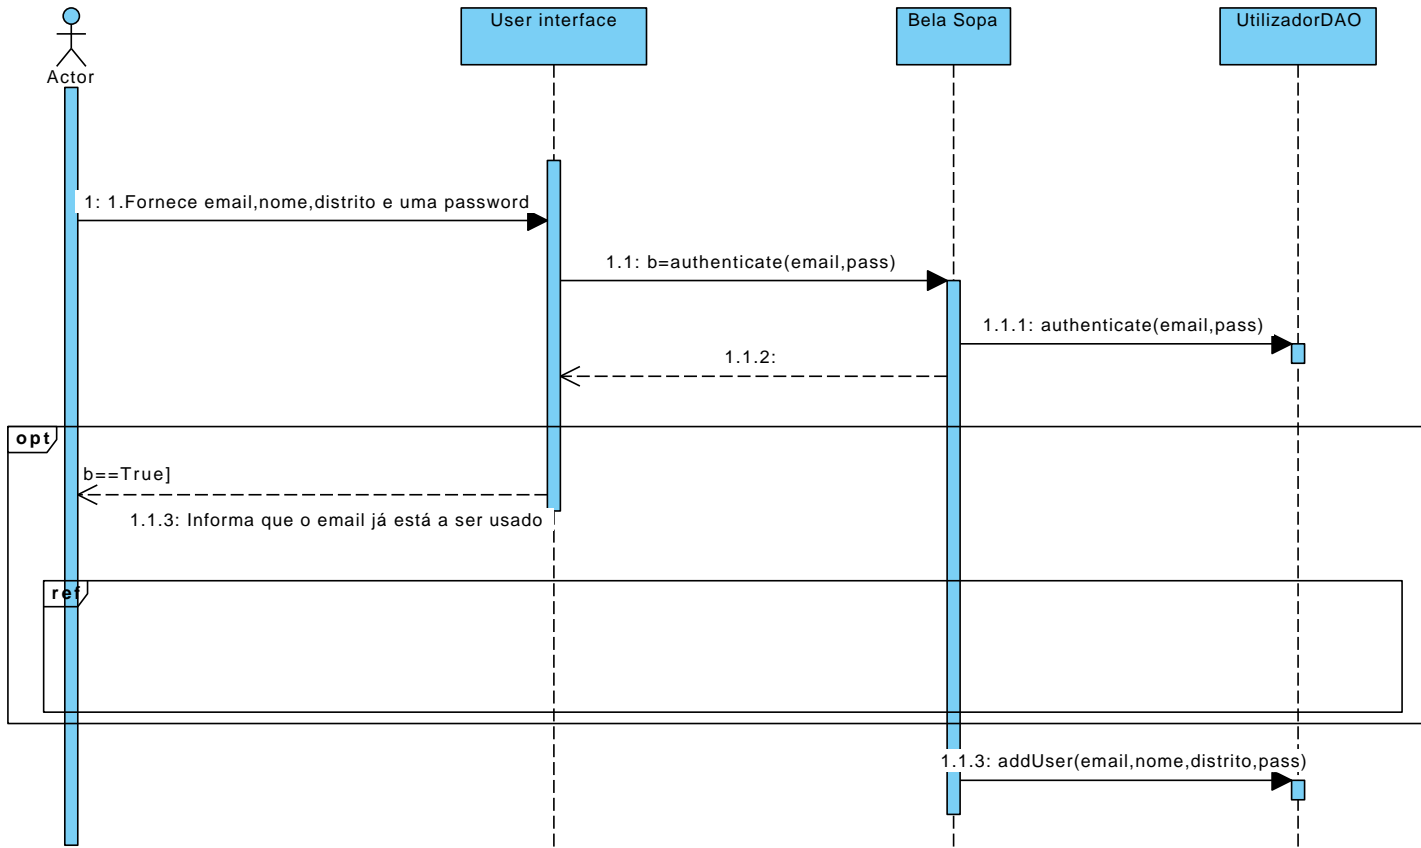 User interface
Bela Sopa
UtilizadorDAO
Actor
1: 1.Fornece email,nome,distrito e uma password
1.1: b=authenticate(email,pass)
1.1.1: authenticate(email,pass)
1.1.2:
opt
b==True]
1.1.3: Informa que o email já está a ser usado
ref
1.1.3: addUser(email,nome,distrito,pass)